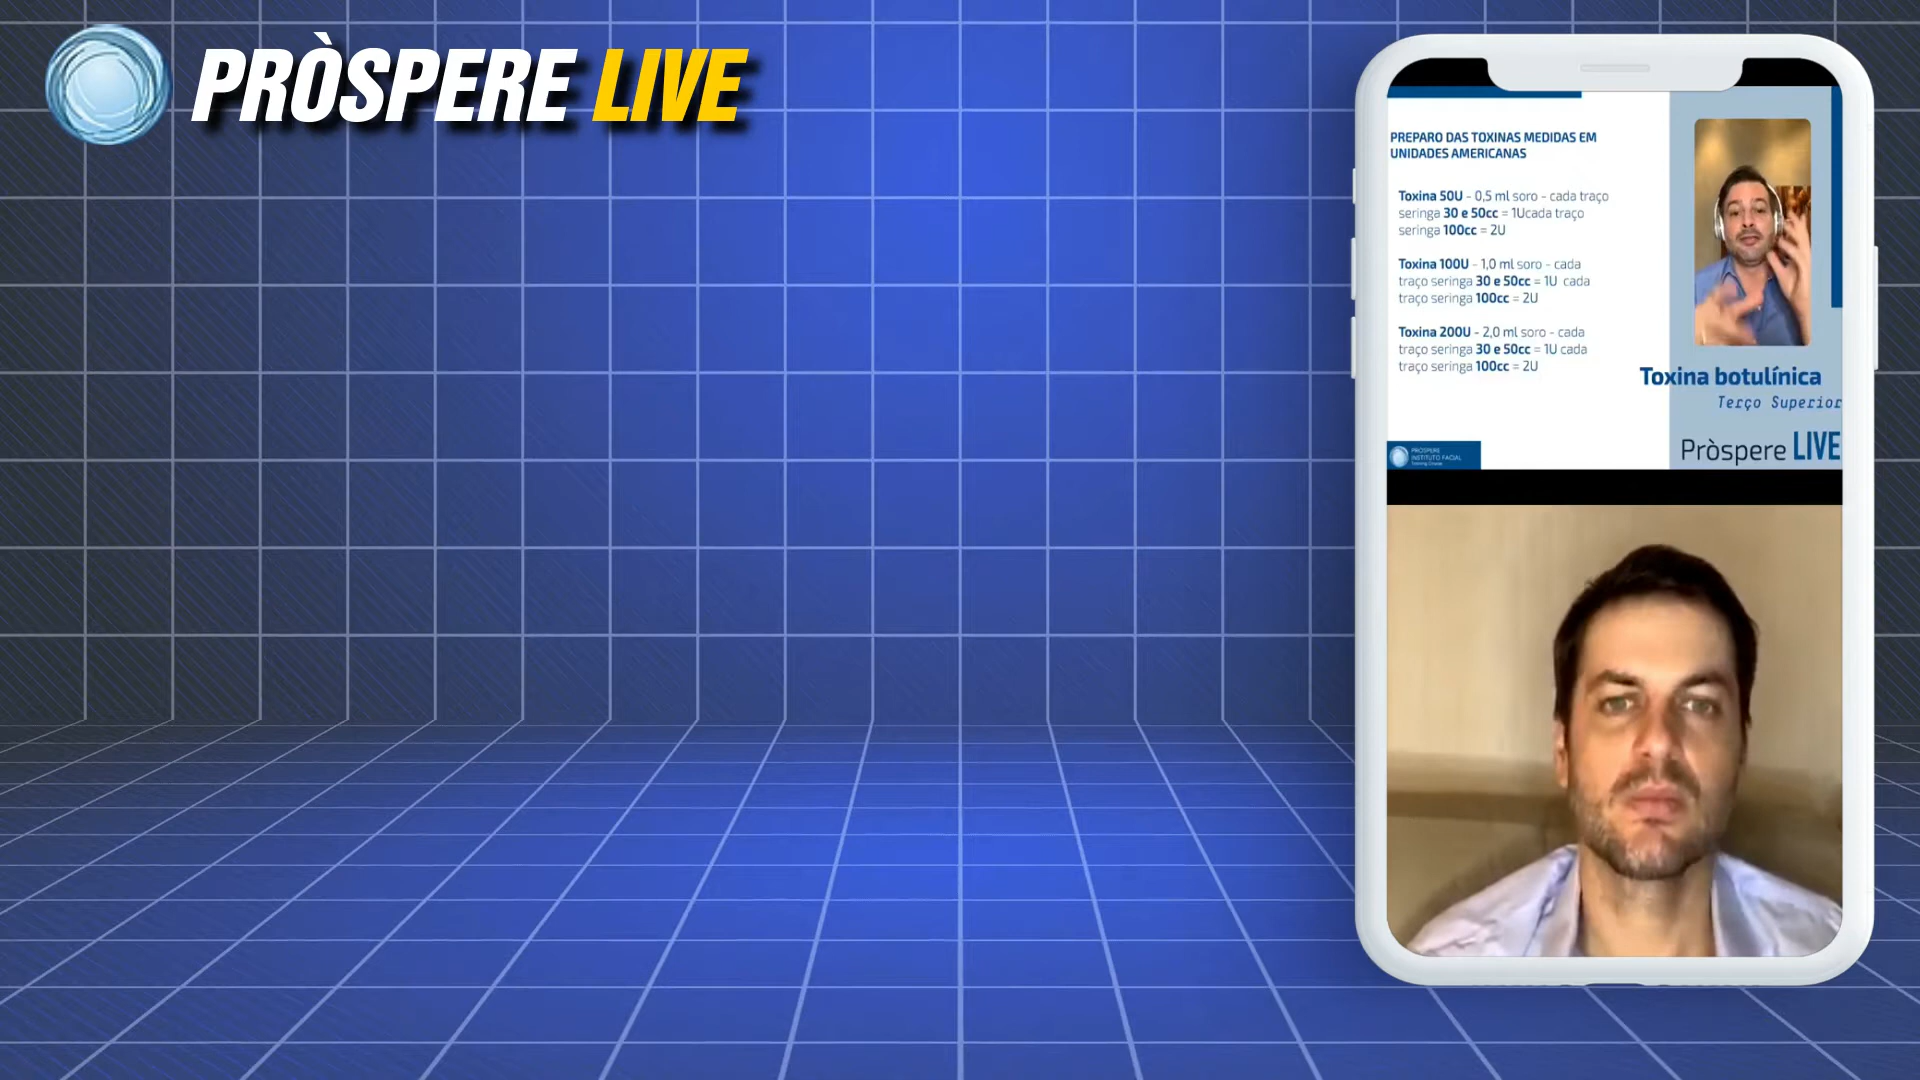 PRÒSPERE LIVE
PREPARO DAS TOXINAS MEDIDAS EM
UNIDADES AMERICANAS
Toxina 50U - 0,5 ml soro - cada traço
seringa 30 e 50cc = 1Ucada traço
seringa 100cc = 2U
Toxina 100U - 1,0 ml soro - cada
traço seringa 30 e 50cc = 1U cada
traço seringa 100cc = 2U
Toxina 200U - 2,0 ml soro - cada
traço seringa 30 e 50cc = 1U cada
traço seringa 100cc = 2U
Toxina botulínica
Terço Superior
Pròspere LIVE
PRÓSPERE
INSTITUTO FACIAL